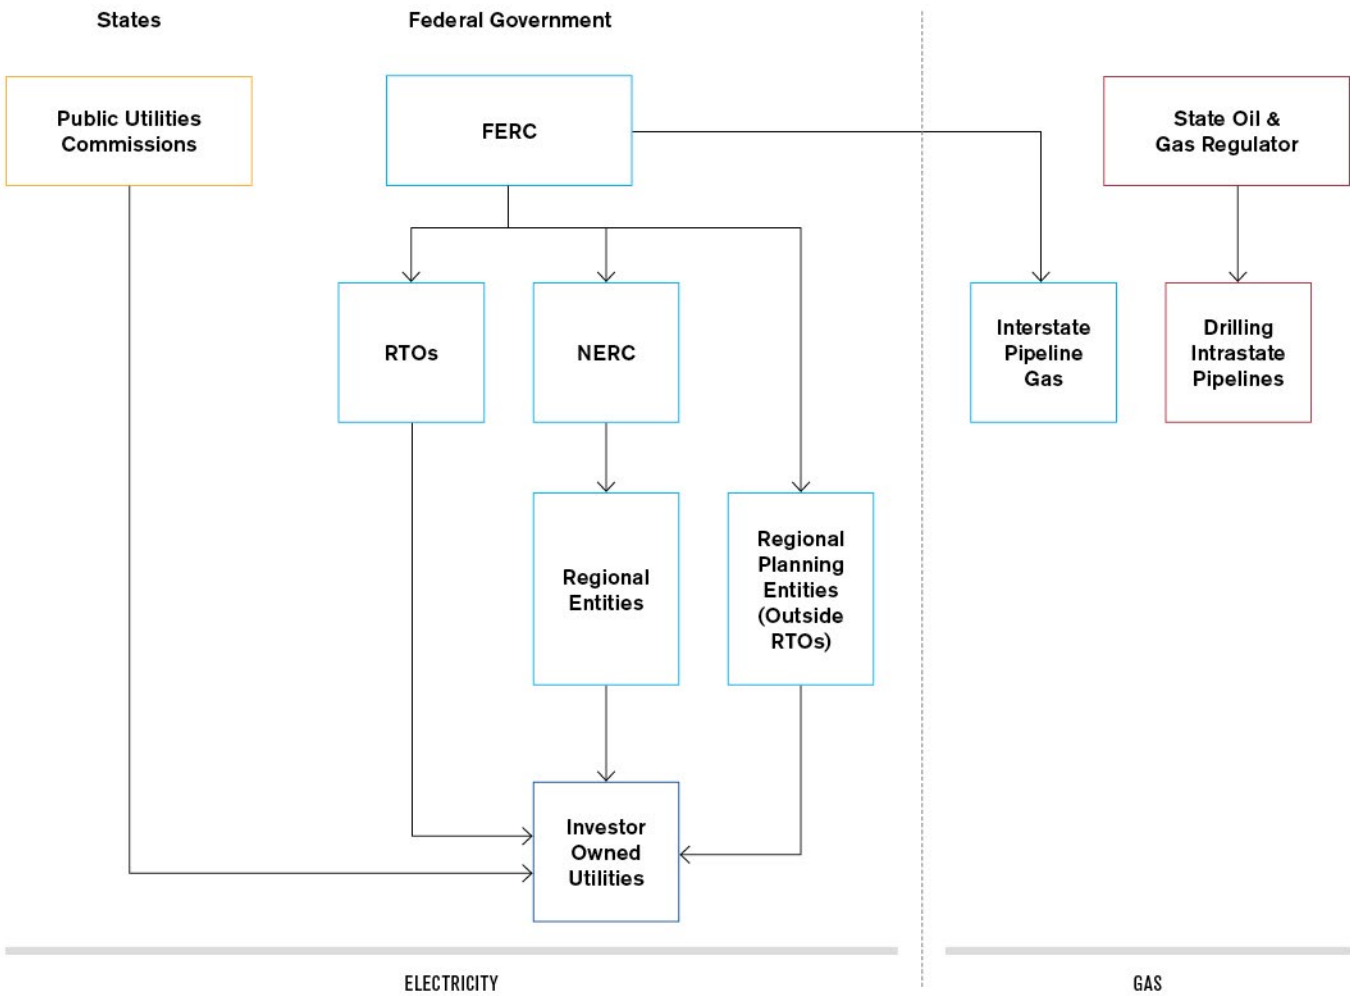 States
Federal Government
Public Utilities
Commissions
FERC
State Oil &
Gas Regulator
RTOs
NERC
Interstate
Pipeline
Gas
Drilling
Intrastate
Pipelines
Regional
Entities
Regional
Planning
Entities
(Outside
RTOs)
Investor
Owned
Utilities
ELECTRICITY
GAS